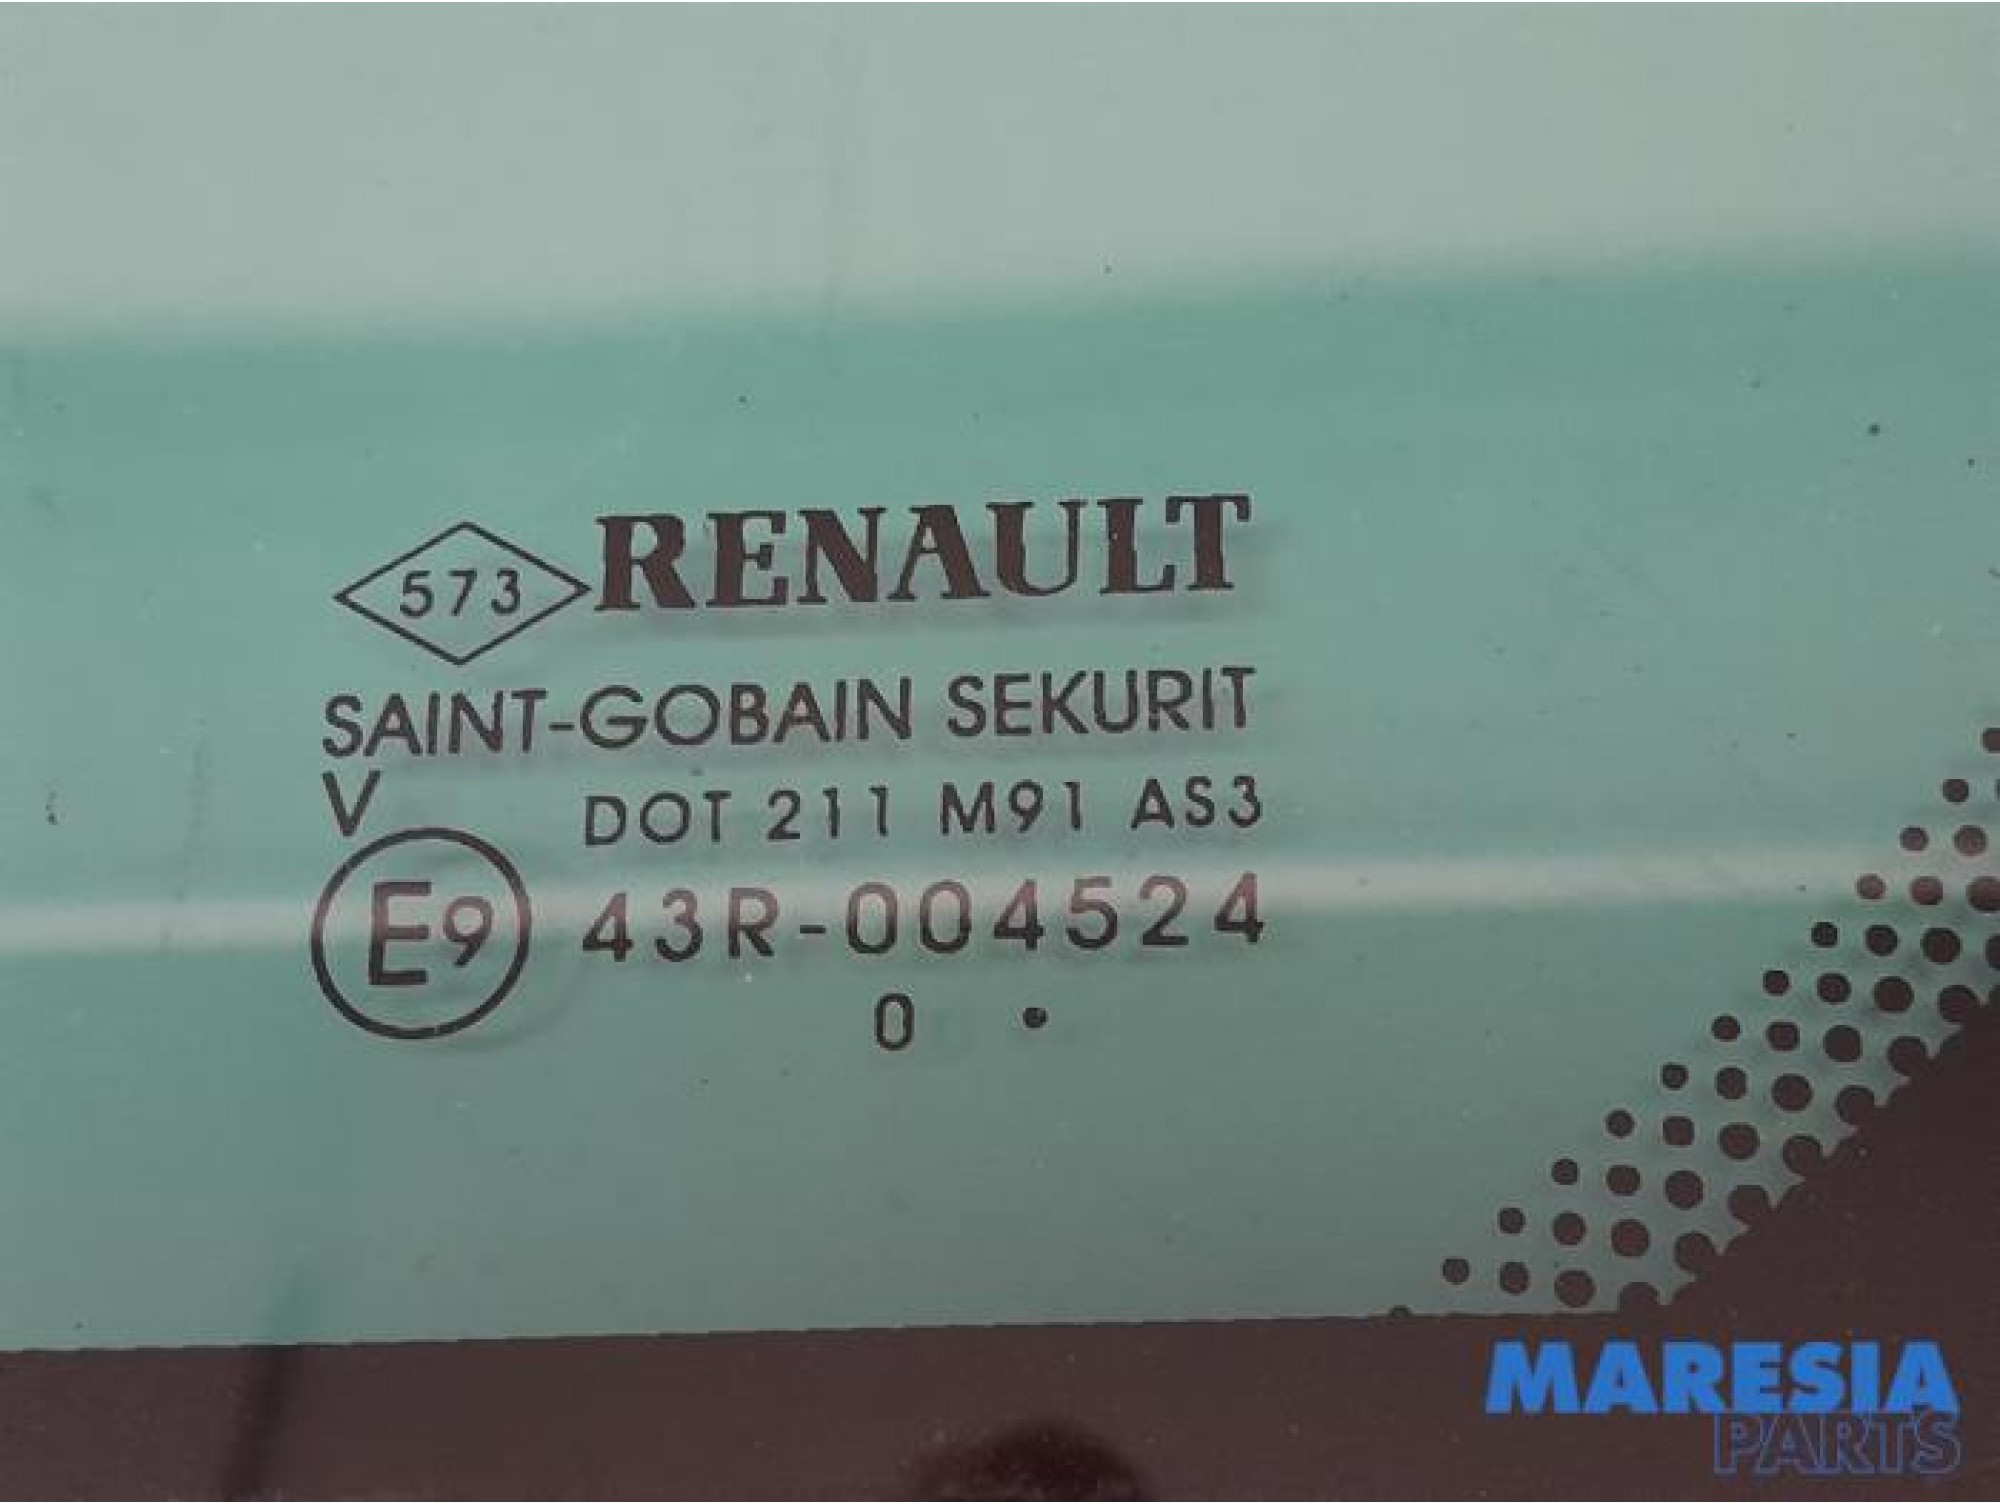 573 RENAULT
SAINT-GOBAIN SEKURIT
V DOT 211 M91 AS3
E9 43R-004524
0 •
MARESIA
PARTS